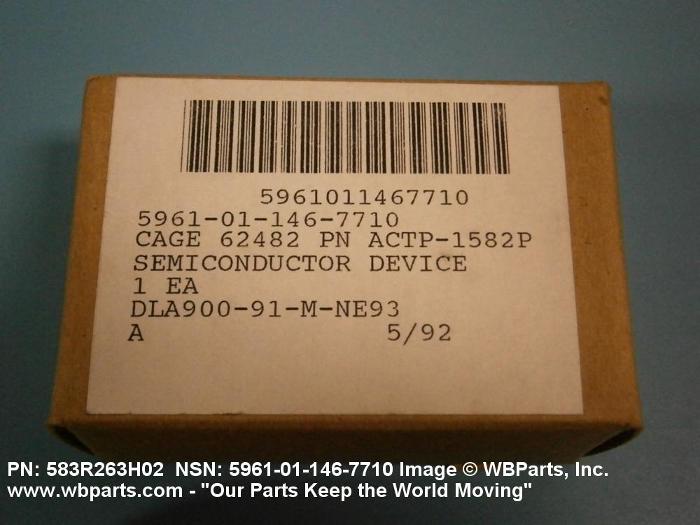 5961011467710
5961-01-146-7710
CAGE 62482 PN ACTP-1582P
SEMICONDUCTOR DEVICE
1 EA
DLA900-91-M-NE93
A 5/92
PN: 583R263H02 NSN: 5961-01-146-7710 Image © WBParts, Inc.
www.wbparts.com - "Our Parts Keep the World Moving"